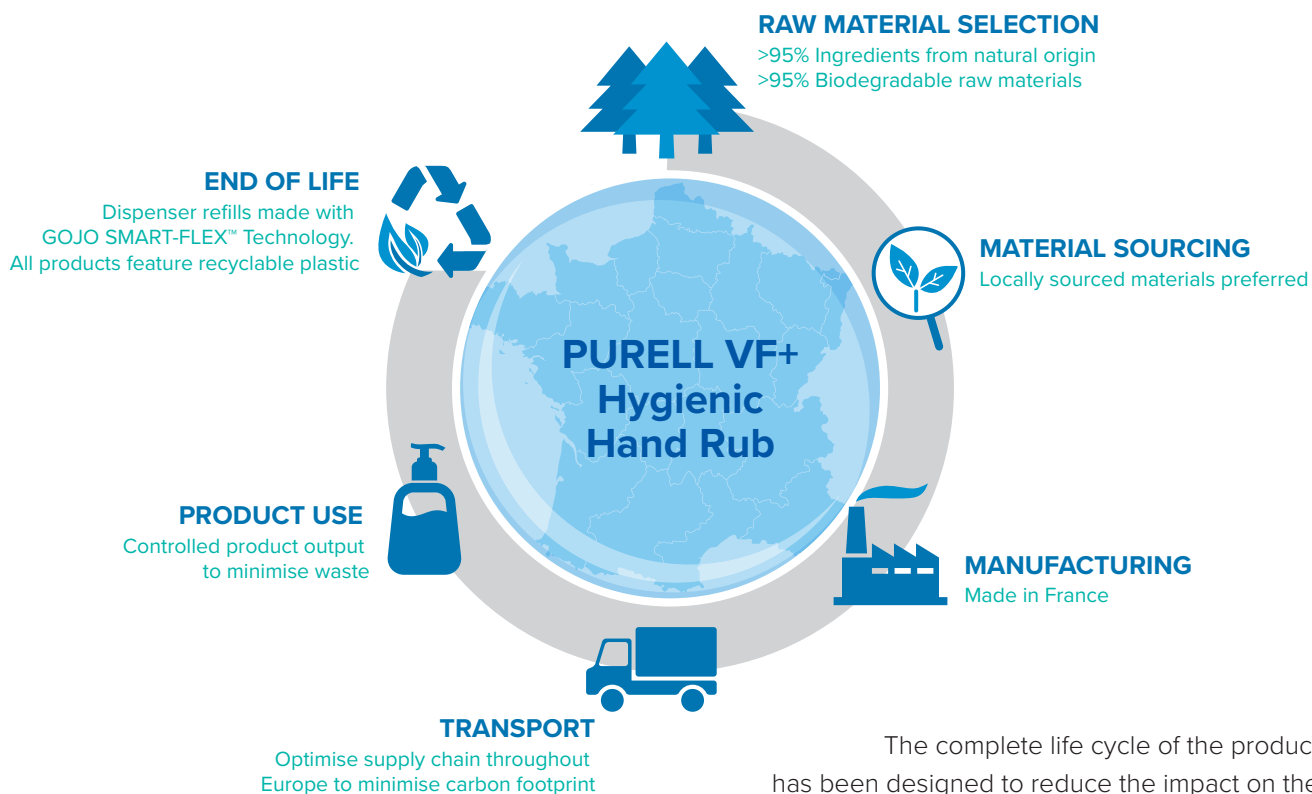 RAW MATERIAL SELECTION
>95% Ingredients from natural origin
>95% Biodegradable raw materials
END OF LIFE
Dispenser refills made with
GOJO SMART-FLEX™ Technology.
All products feature recyclable plastic
MATERIAL SOURCING
Locally sourced materials preferred
PURELL VF+
Hygienic
Hand Rub
PRODUCT USE
Controlled product output
to minimise waste
MANUFACTURING
Made in France
TRANSPORT
Optimise supply chain throughout
Europe to minimise carbon footprint
The complete life cycle of the produc
has been designed to reduce the impact on the